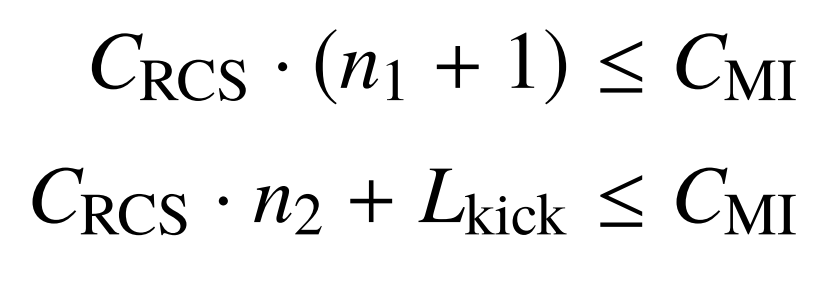 C_RCS · (n_1 + 1) ≤ C_MI
C_RCS · n_2 + L_kick ≤ C_MI